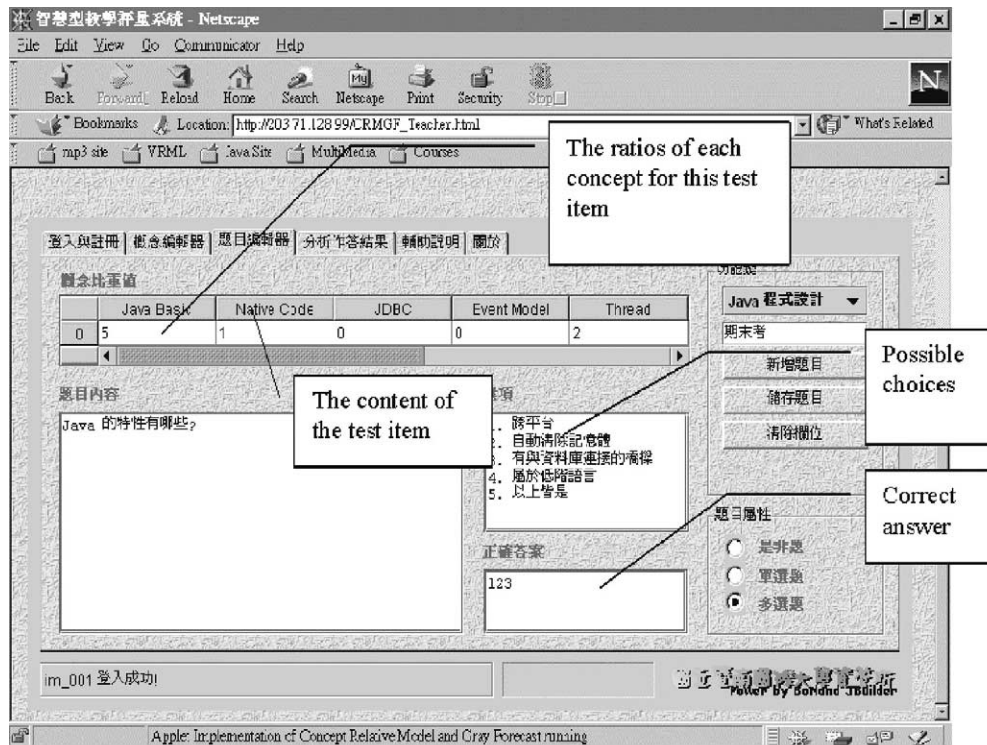 智慧型教學評量系統 - Netscape
File Edit View Go Communicator Help
Back Forward Reload Home Search Netscape Print Security Stop
Bookmarks Location: http://203.71.128.99/CRMGF_Teacher.html What's Related
mp3 site VRML Java Site MultiMedia Courses
The ratios of each
concept for this test
item
登入與註冊 概念編輯器 題目編輯器 分析作答結果 輔助說明 關於
概念比重值
Java Basic Native Code JDBC Event Model Thread
0 5 1 0 0 2
Java 程式設計
期末考
新增題目
儲存題目
清除欄位
Possible
choices
題目內容
Java 的特性有哪些?
The content of
the test item
項
1. 跨平台
2. 自動清除記憶體
3. 有與資料庫連接的橋樑
4. 屬於低階語言
5. 以上皆是
Correct
answer
正確答案
123
題目屬性
是非題
單選題
多選題
im_001 登入成功!
Power By Borland JBuilder
Applet Implementation of Concept Relaive Model and Gray Forecast running